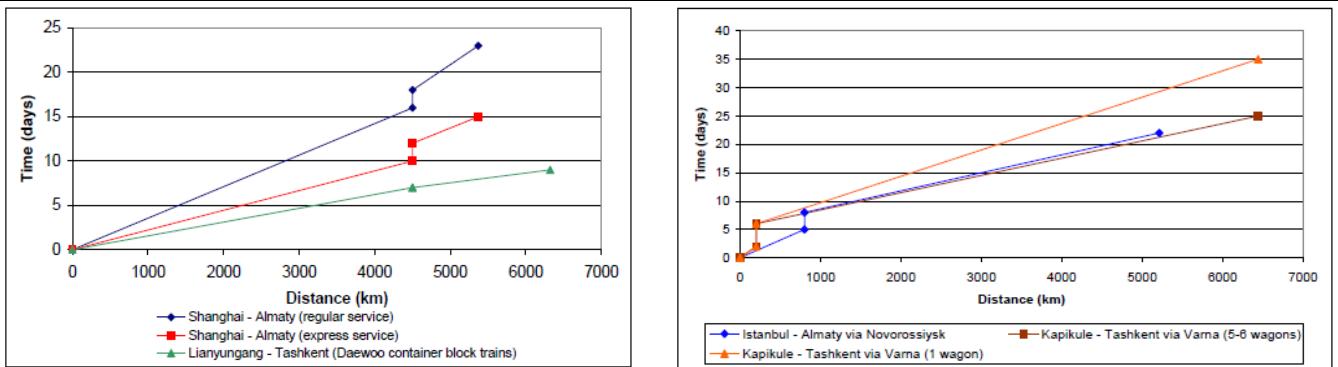 25
20
15
10
5
0
Time (days)
0 1000 2000 3000 4000 5000 6000 7000
Distance (km)
Shanghai - Almaty (regular service)
Shanghai - Almaty (express service)
Lianyungang - Tashkent (Daewoo container block trains)
40
35
30
25
20
15
10
5
0
Time (days)
0 1000 2000 3000 4000 5000 6000 7000
Distance (km)
Istanbul - Almaty via Novorossiysk Kapikule - Tashkent via Varna (5-6 wagons)
Kapikule - Tashkent via Varna (1 wagon)